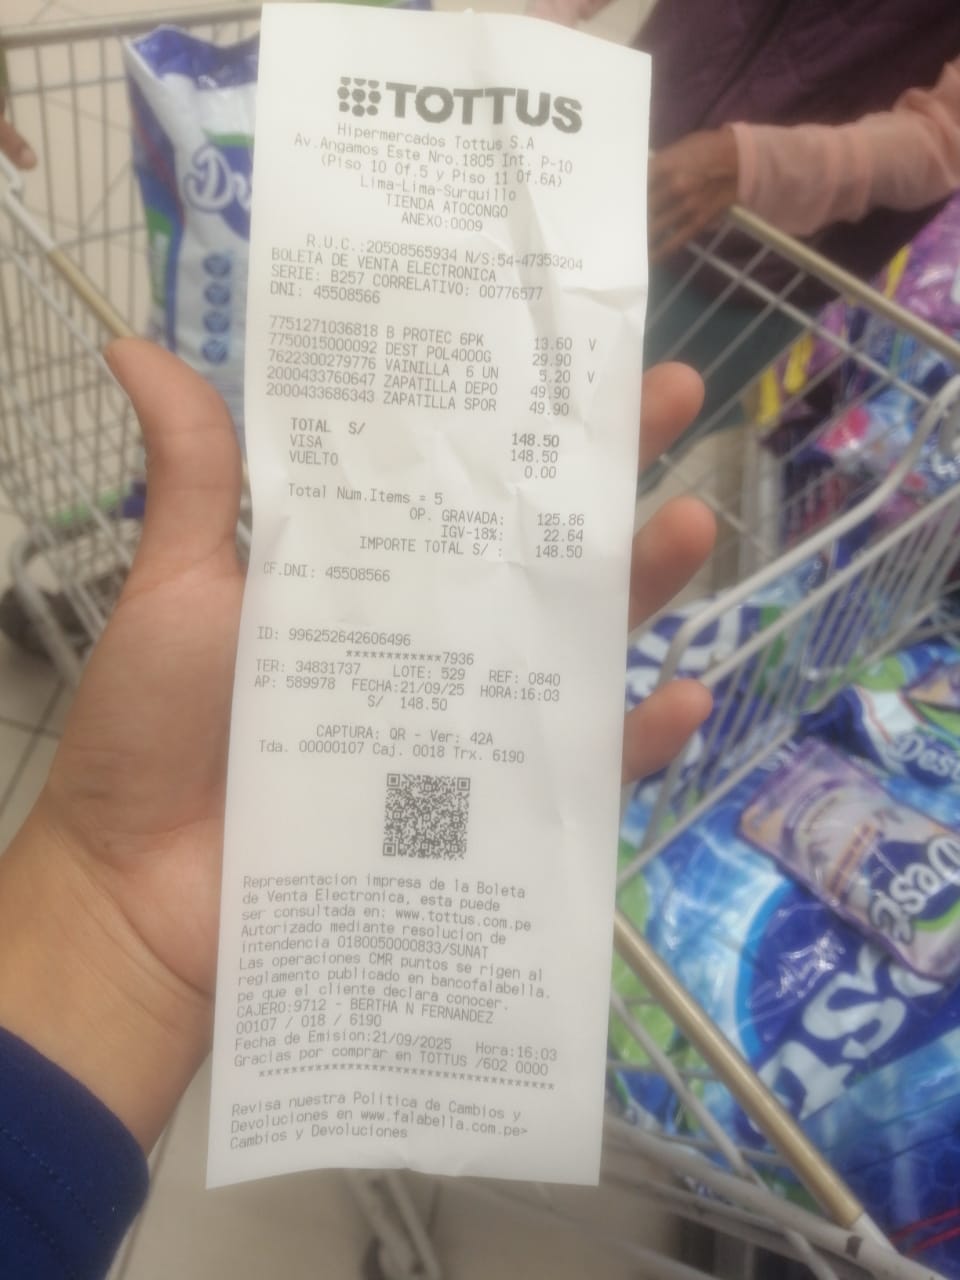 TOTTUS
Hipermercados Tottus S.A
Av.Angamos Este Nro.1805 Int. P-10
(Piso 10 Of.5 y Piso 11 Of.6A)
Lima-Lima-Surquillo
TIENDA ATOCONGO
ANEXO:0009
R.U.C.:20508565934 N/S:54-47353204
BOLETA DE VENTA ELECTRONICA
SERIE: B257 CORRELATIVO: 00776577
DNI: 45508566
7751271036818 B PROTEC 6PK 13.60 V
7750015000092 DEST POL4000G 29.90
7622300279776 VAINILLA 6 UN 5.20 V
2000433760647 ZAPATILLA DEPO 49.90
2000433686343 ZAPATILLA SPOR 49.90
TOTAL S/ 148.50
VISA 148.50
VUELTO 0.00
Total Num.Items = 5
OP. GRAVADA: 125.86
IGV-18%: 22.64
IMPORTE TOTAL S/ : 148.50
CF.DNI: 45508566
ID: 996252642606496
************7936
TER: 34831737 LOTE: 529 REF: 0840
AP: 589978 FECHA:21/09/25 HORA:16:03
S/ 148.50
CAPTURA: QR - Ver: 42A
Tda. 00000107 Caj. 0018 Trx. 6190
Representacion impresa de la Boleta
de Venta Electronica, esta puede
ser consultada en: www.tottus.com.pe
Autorizado mediante resolucion de
intendencia 0180050000833/SUNAT
Las operaciones CMR puntos se rigen al
reglamento publicado en bancofalabella.
pe que el cliente declara conocer.
CAJERO:9712 - BERTHA N FERNANDEZ
00107 / 018 / 6190
Fecha de Emision:21/09/2025 Hora:16:03
Gracias por comprar en TOTTUS /602 0000
*************************************
Revisa nuestra Politica de Cambios y
Devoluciones en www.falabella.com.pe>
Cambios y Devoluciones